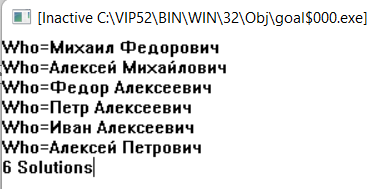 [Inactive C:\VIP52\BIN\WIN\32\Obj\goal$000.exe]
Who=Михаил Федорович
Who=Алексей Михайлович
Who=Федор Алексеевич
Who=Петр Алексеевич
Who=Иван Алексеевич
Who=Алексей Петрович
6 Solutions